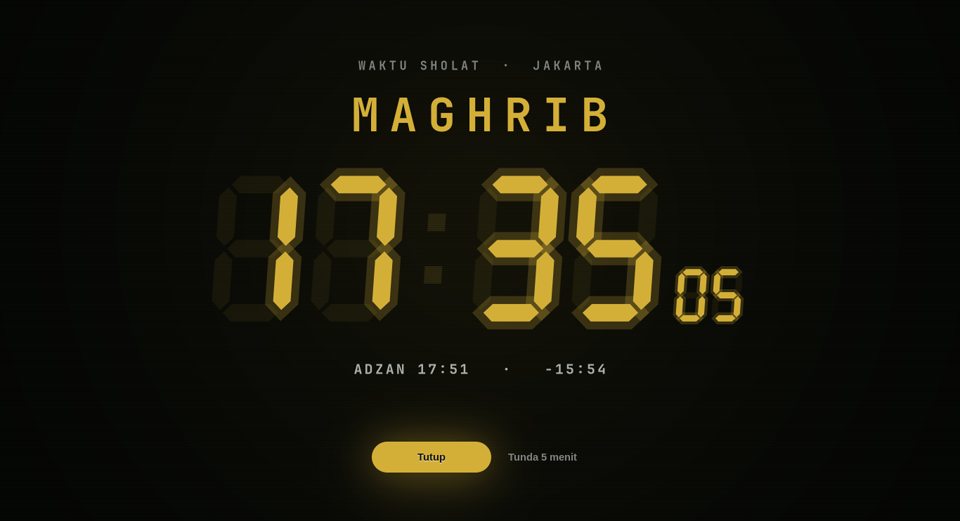 WAKTU SHOLAT · JAKARTA
MAGHRIB
17:35 05
ADZAN 17:51 · -15:54
Tutup Tunda 5 menit